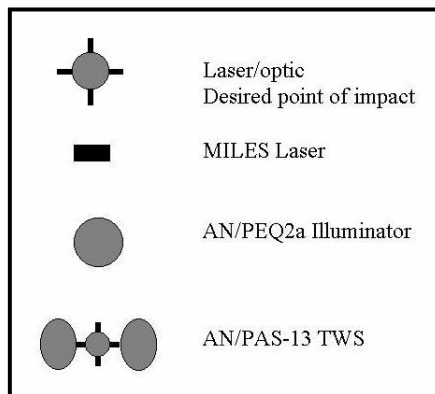 Laser/optic
Desired point of impact
MILES Laser
AN/PEQ2a Illuminator
AN/PAS-13 TWS